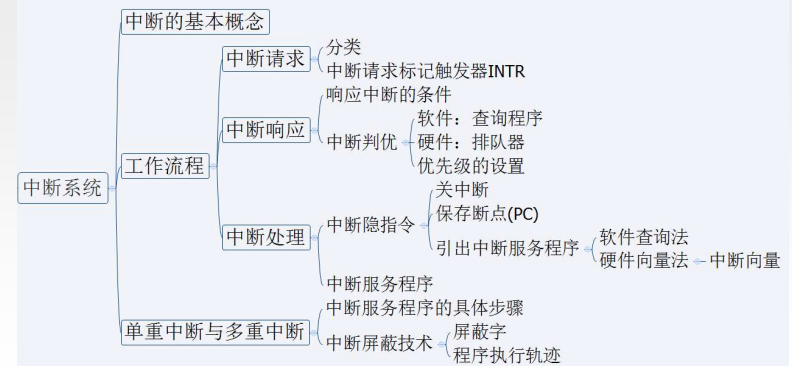 中断的基本概念
中断请求
分类
中断请求标记触发器INTR
响应中断的条件
中断响应
中断判优
软件：查询程序
硬件：排队器
优先级的设置
工作流程
中断系统
中断处理
中断隐指令
关中断
保存断点(PC)
引出中断服务程序
软件查询法
硬件向量法
中断向量
中断服务程序
单重中断与多重中断
中断服务程序的具体步骤
中断屏蔽技术
屏蔽字
程序执行轨迹